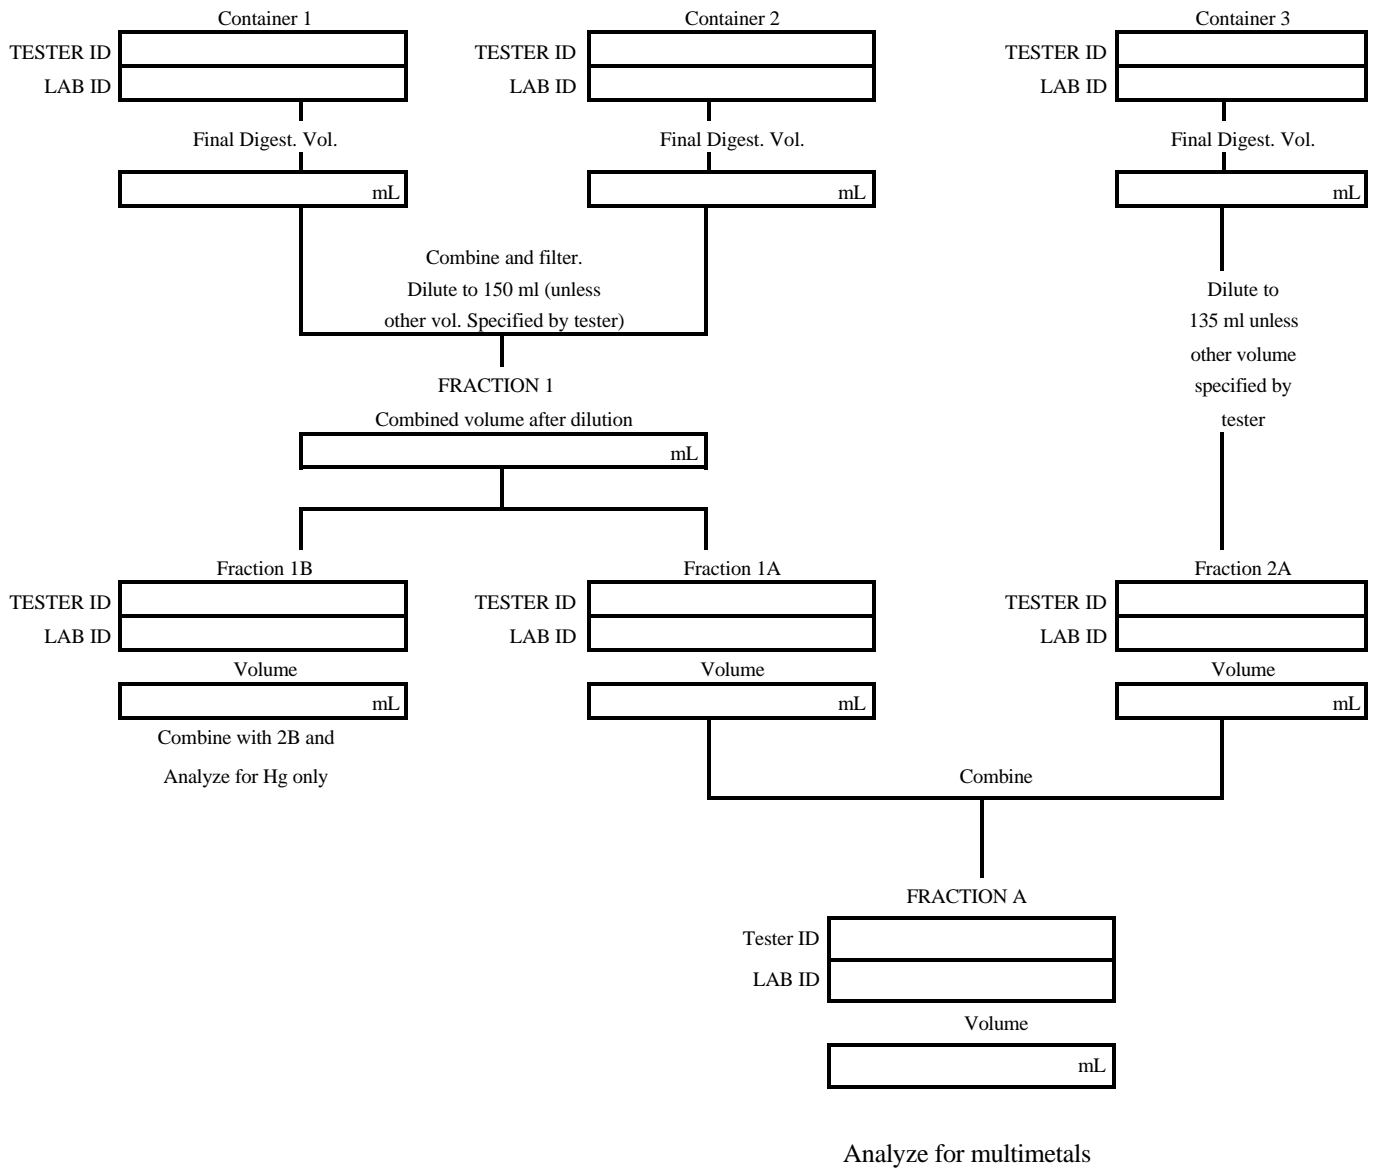 Container 1
Container 2
Container 3
TESTER ID
TESTER ID
TESTER ID
LAB ID
LAB ID
LAB ID
Final Digest. Vol.
Final Digest. Vol.
Final Digest. Vol.
mL
mL
mL
Combine and filter.
Dilute to 150 ml (unless
other vol. Specified by tester)
Dilute to
135 ml unless
other volume
specified by
tester
FRACTION 1
Combined volume after dilution
mL
Fraction 1B
Fraction 1A
Fraction 2A
TESTER ID
TESTER ID
TESTER ID
LAB ID
LAB ID
LAB ID
Volume
Volume
Volume
mL
mL
mL
Combine with 2B and
Analyze for Hg only
Combine
FRACTION A
Tester ID
LAB ID
Volume
mL
Analyze for multimetals